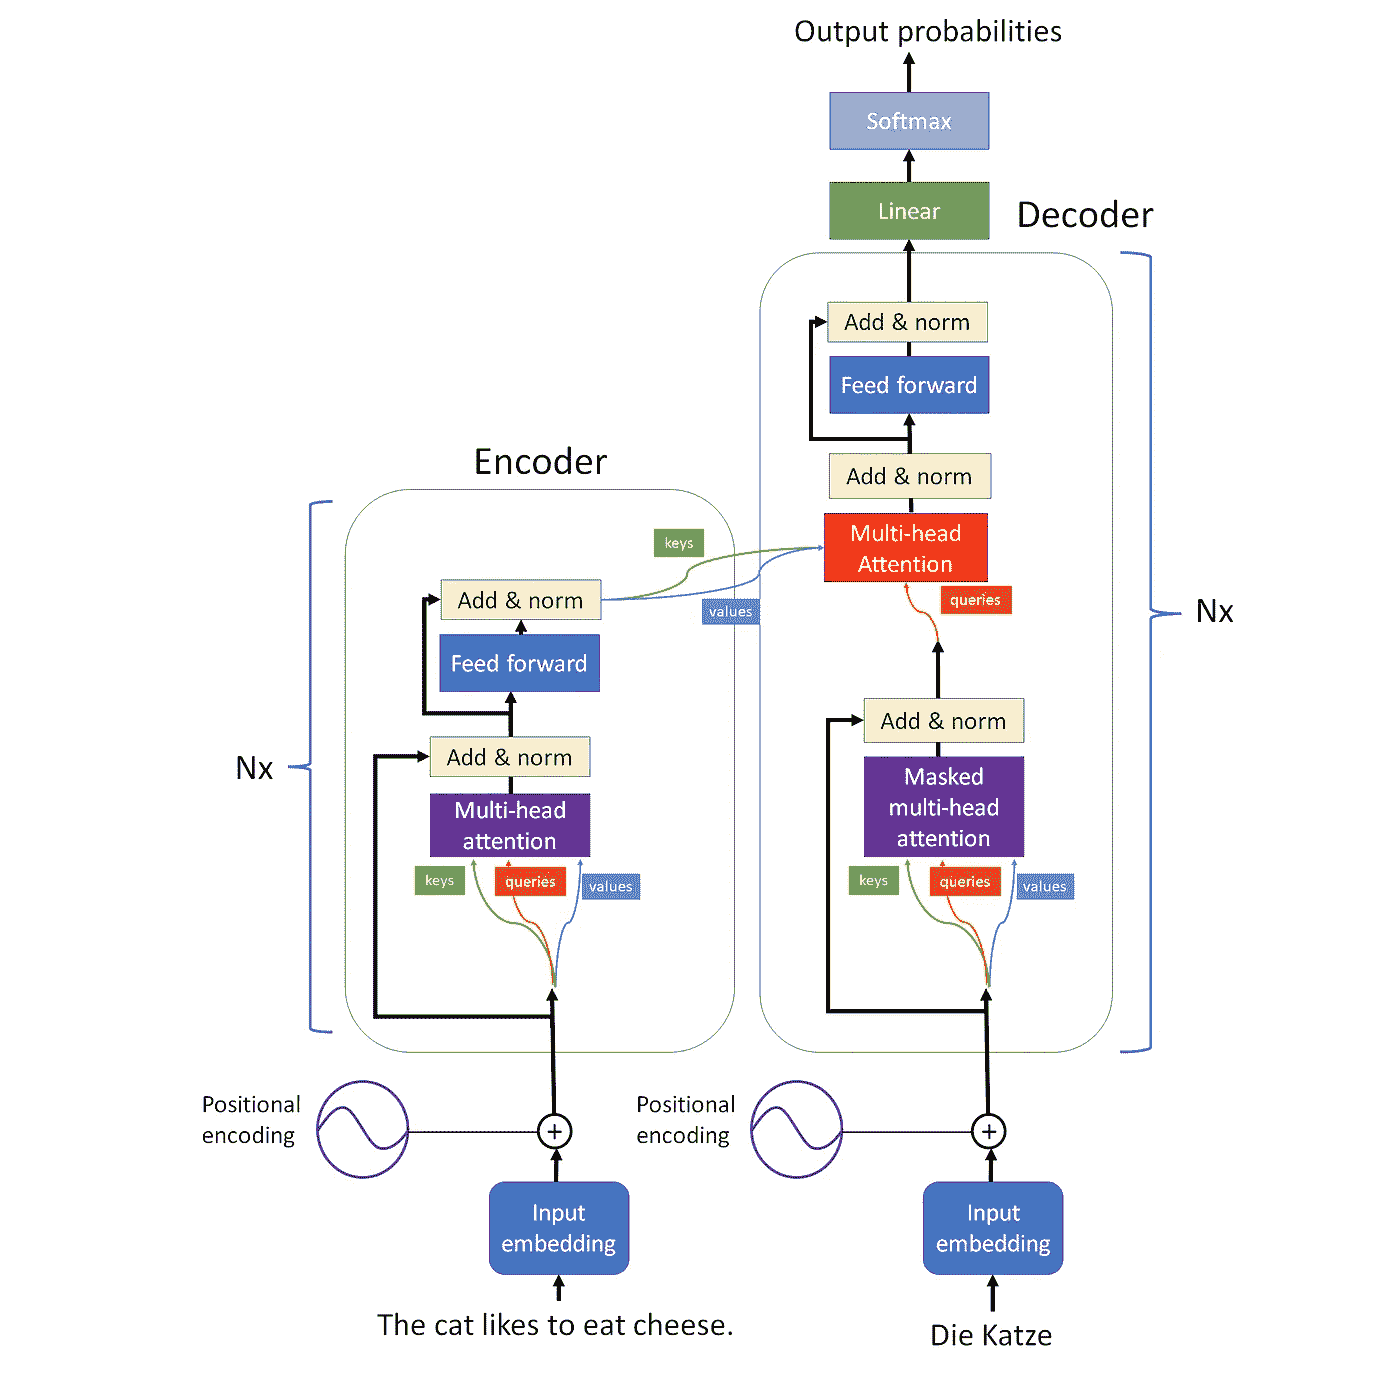 Output probabilities
Softmax
Linear
Decoder
Add & norm
Feed forward
Add & norm
Multi-head
Attention
queries
Nx
Add & norm
Masked
multi-head
attention
keys
queries
values
Positional
encoding
Input
embedding
Die Katze
Encoder
keys
values
Add & norm
Feed forward
Add & norm
Nx
Multi-head
attention
keys
queries
values
Positional
encoding
Input
embedding
The cat likes to eat cheese.